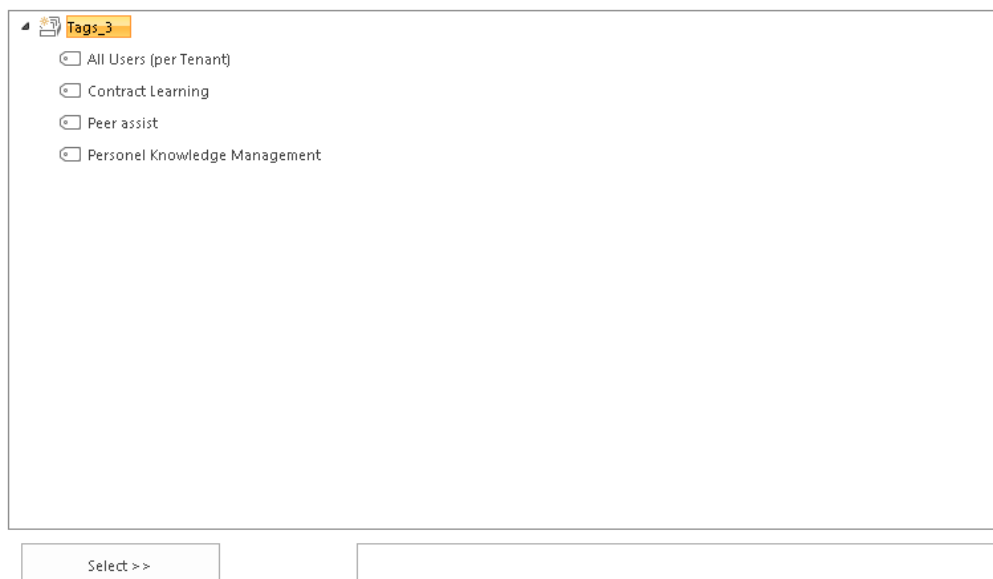 Tags_3
All Users (per Tenant)
Contract Learning
Peer assist
Personel Knowledge Management
Select >>